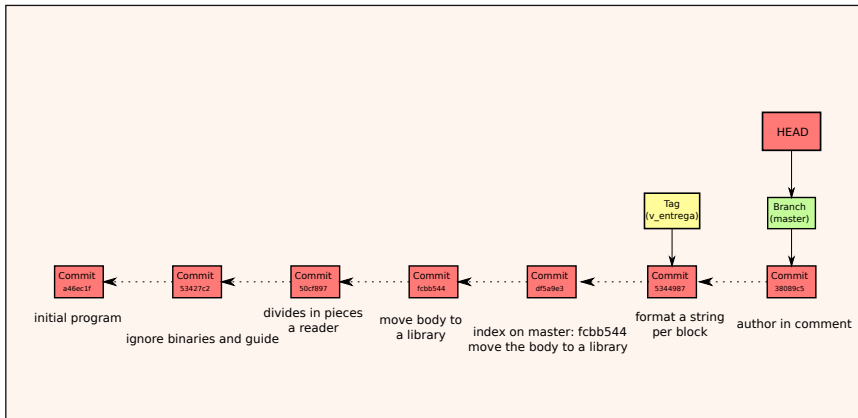 HEAD
Tag
(v_entrega)
Branch
(master)
Commit
a46ec1f
Commit
53427c2
Commit
50cf897
Commit
fcbb544
Commit
df5a9e3
Commit
5344987
Commit
38089c5
initial program
ignore binaries and guide
divides in pieces
a reader
move body to
a library
index on master: fcbb544
move the body to a library
format a string
per block
author in comment